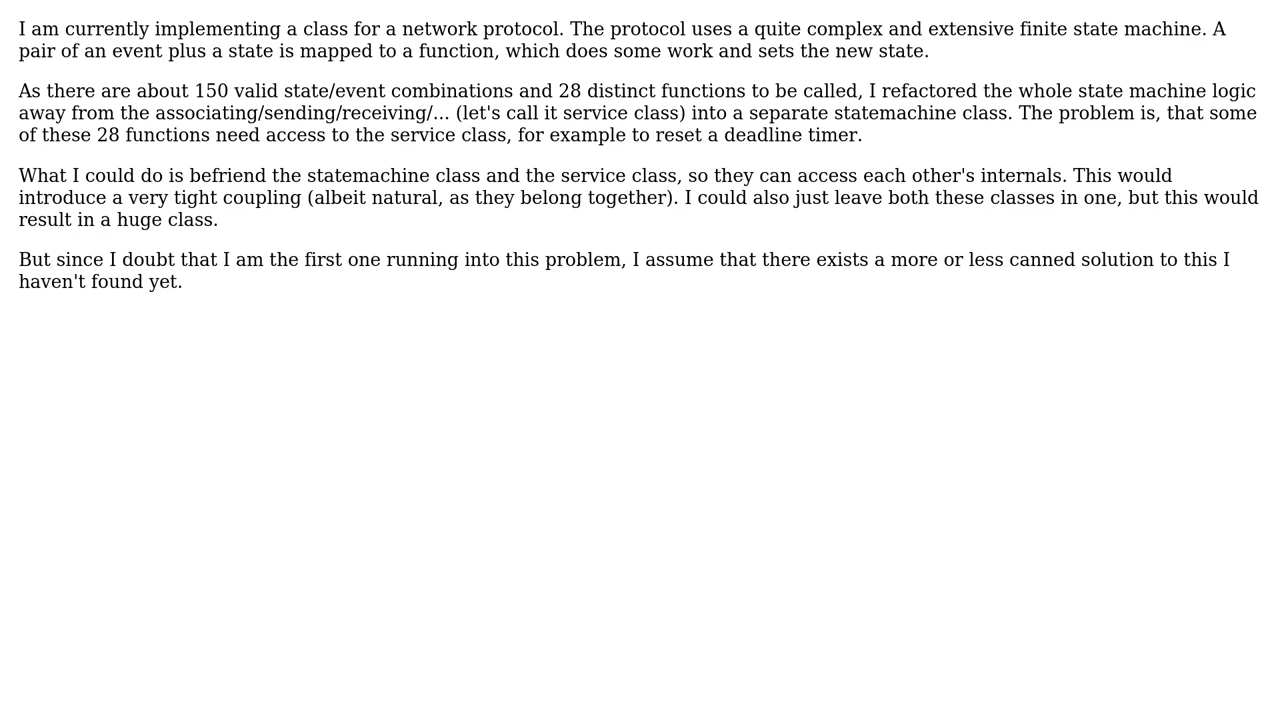 I am currently implementing a class for a network protocol. The protocol uses a quite complex and extensive finite state machine. A
pair of an event plus a state is mapped to a function, which does some work and sets the new state.
As there are about 150 valid state/event combinations and 28 distinct functions to be called, I refactored the whole state machine logic
away from the associating/sending/receiving/... (let's call it service class) into a separate statemachine class. The problem is, that some
of these 28 functions need access to the service class, for example to reset a deadline timer.
What I could do is befriend the statemachine class and the service class, so they can access each other's internals. This would
introduce a very tight coupling (albeit natural, as they belong together). I could also just leave both these classes in one, but this would
result in a huge class.
But since I doubt that I am the first one running into this problem, I assume that there exists a more or less canned solution to this I
haven't found yet.